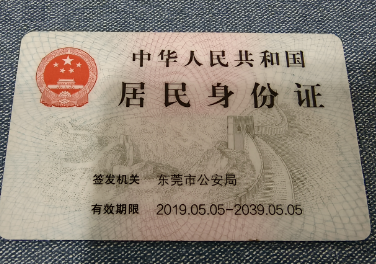 中华人民共和国
居民身份证
签发机关 东莞市公安局
有效期限 2019.05.05-2039.05.05